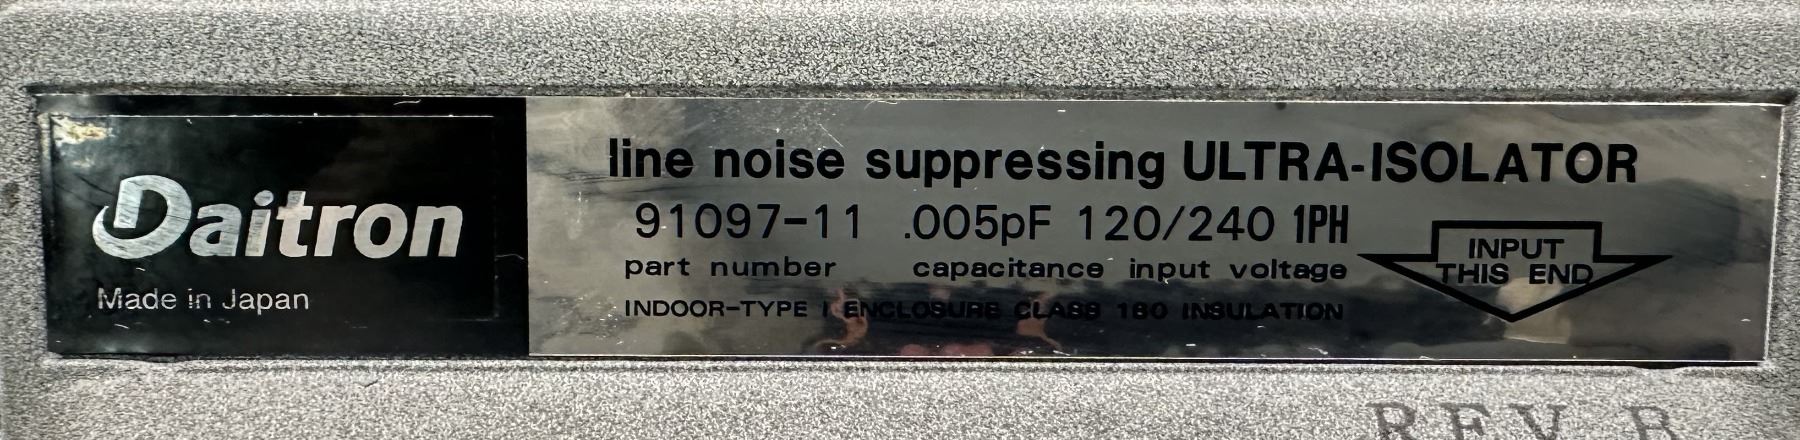 Daitron
Made in Japan
line noise suppressing ULTRA-ISOLATOR
91097-11 .005pF 120/240 1PH
part number capacitance input voltage
INDOOR-TYPE I ENCLOSURE CLASS 180 INSULATION
INPUT
THIS END
REV B